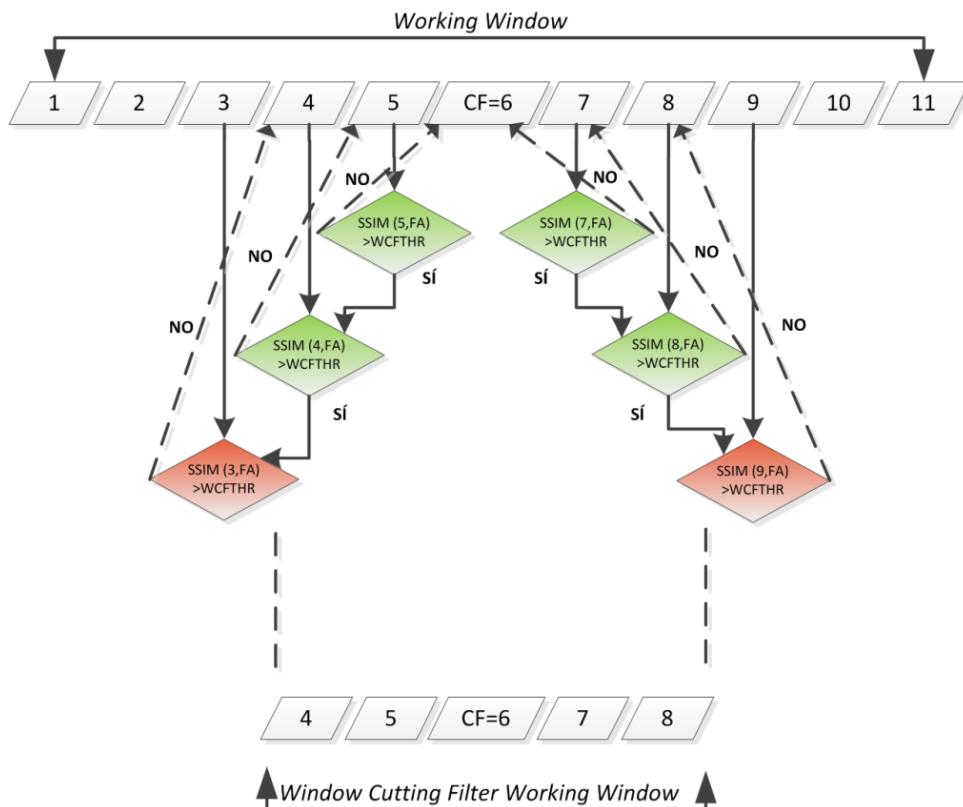 Working Window
1 2 3 4 5 CF=6 7 8 9 10 11
NO NO
SSIM (5,FA)
>WCFTHR
SSIM (7,FA)
>WCFTHR
NO NO
SÍ SÍ
NO NO
SSIM (4,FA)
>WCFTHR
SSIM (8,FA)
>WCFTHR
SÍ SÍ
SSIM (3,FA)
>WCFTHR
SSIM (9,FA)
>WCFTHR
4 5 CF=6 7 8
Window Cutting Filter Working Window